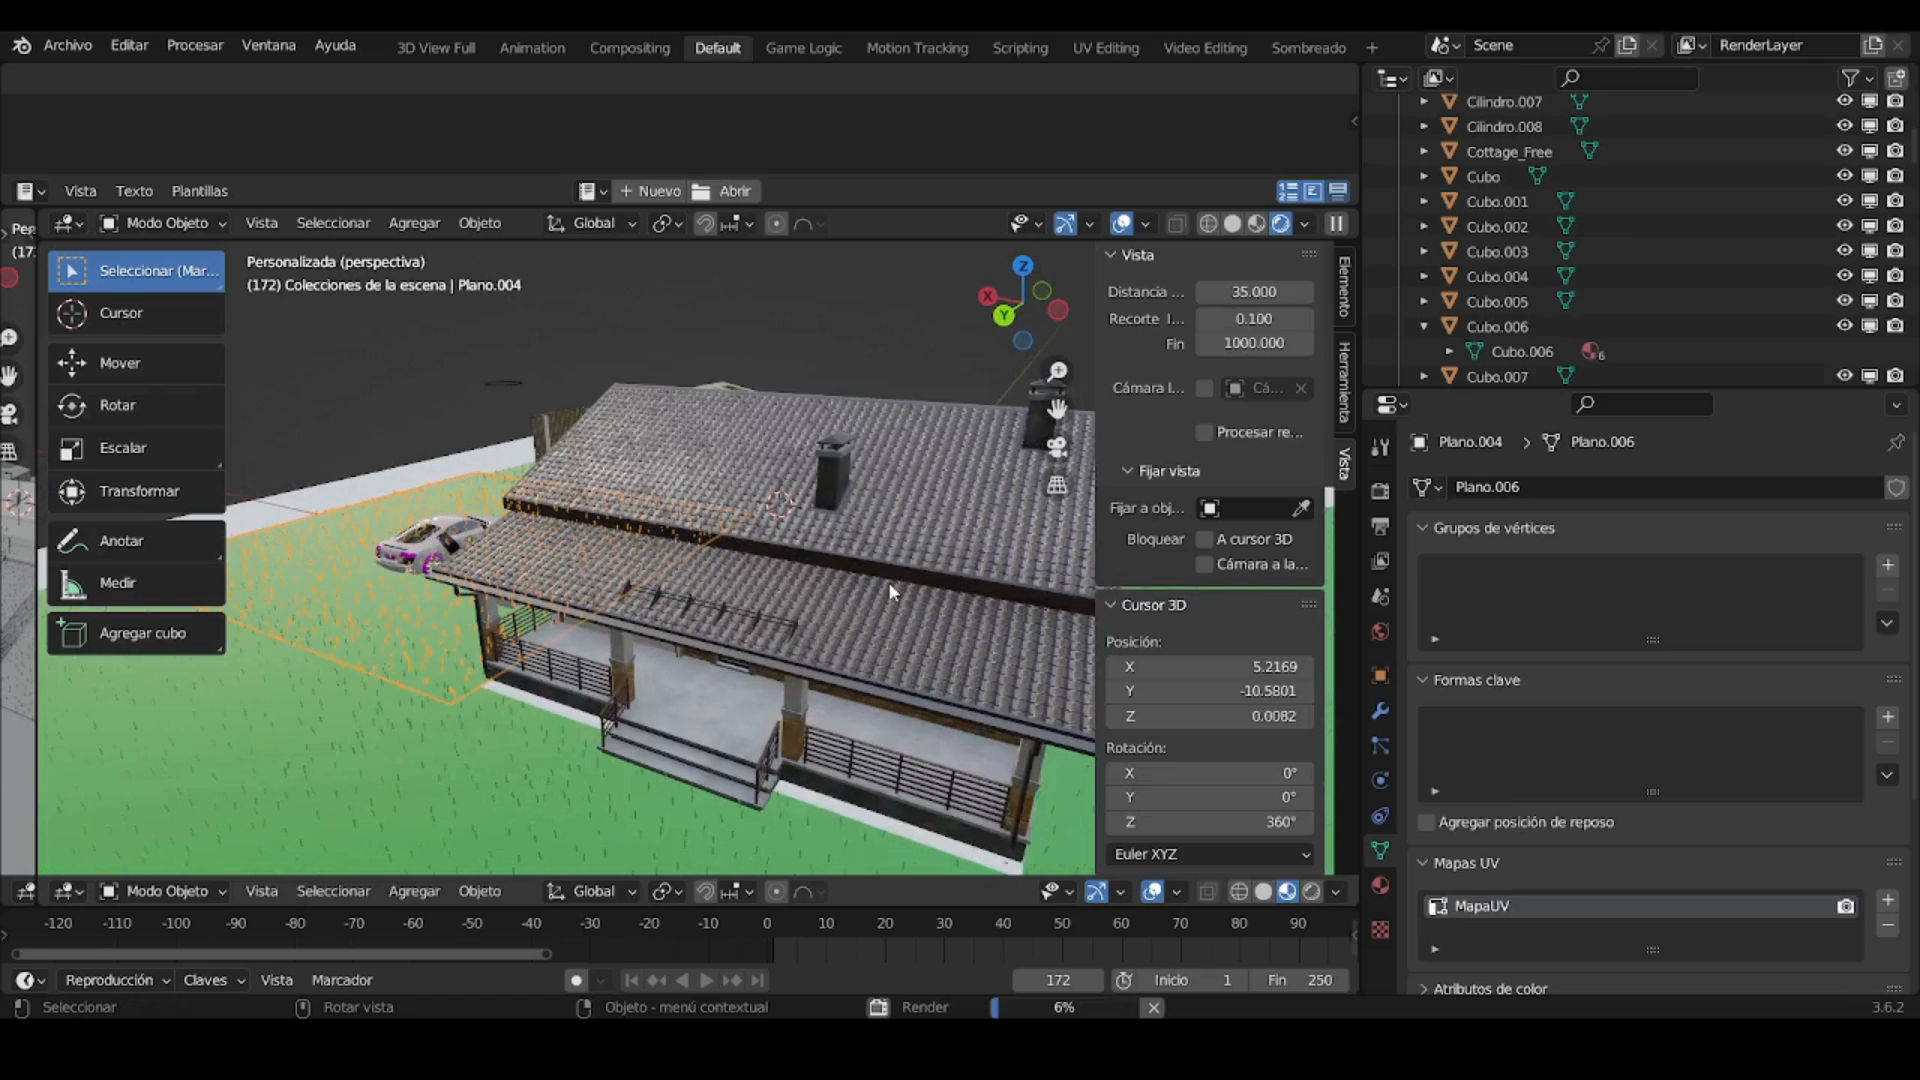 Archivo Editar Procesar Ventana Ayuda 3D View Full Animation Compositing Default Game Logic Motion Tracking Scripting UV Editing Video Editing Sombreado + Scene RenderLayer
Cilindro.007
Cilindro.008
Cottage_Free
Cubo
Cubo.001
Cubo.002
Cubo.003
Cubo.004
Cubo.005
Cubo.006
Cubo.006 6
Cubo.007
Vista Texto Plantillas + Nuevo Abrir
Modo Objeto Vista Seleccionar Agregar Objeto Global
Seleccionar (Mar...
Cursor
Mover
Rotar
Escalar
Transformar
Anotar
Medir
Agregar cubo
Personalizada (perspectiva)
(172) Colecciones de la escena | Plano.004
Z
X
Y
Vista
Distancia ... 35.000
Recorte I... 0.100
Fin 1000.000
Cámara l... Cá...
Procesar re...
Fijar vista
Fijar a obj...
Bloquear A cursor 3D
Cámara a la...
Cursor 3D
Posición:
X 5.2169
Y -10.5801
Z 0.0082
Rotación:
X 0°
Y 0°
Z 360°
Euler XYZ
Elemento
Herramienta
Vista
Plano.004 > Plano.006
Plano.006
Grupos de vértices
Formas clave
Agregar posición de reposo
Mapas UV
MapaUV
Atributos de color
Modo Objeto Vista Seleccionar Agregar Objeto Global
-120 -110 -100 -90 -80 -70 -60 -50 -40 -30 -20 -10 0 10 20 30 40 50 60 70 80 90
Reproducción Claves Vista Marcador 172 Inicio 1 Fin 250
Seleccionar Rotar vista Objeto - menú contextual Render 6% 3.6.2